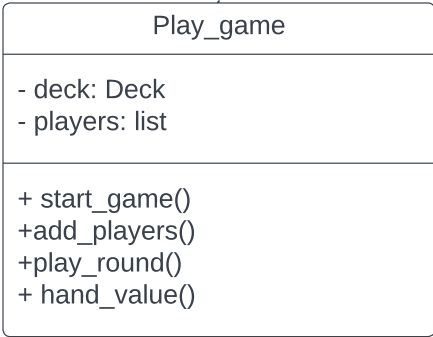 Play_game
- deck: Deck
- players: list
+ start_game()
+add_players()
+play_round()
+ hand_value()